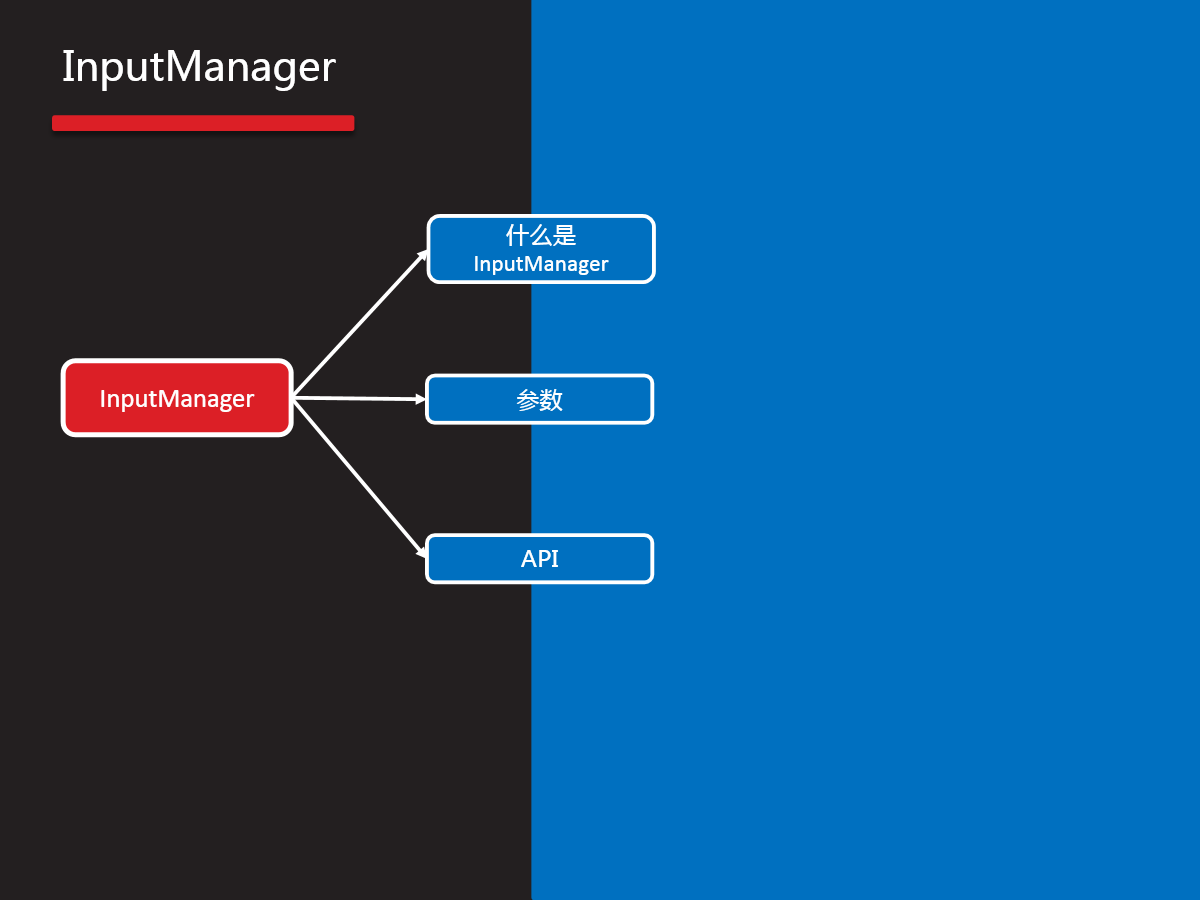 InputManager
什么是
InputManager
InputManager
参数
API